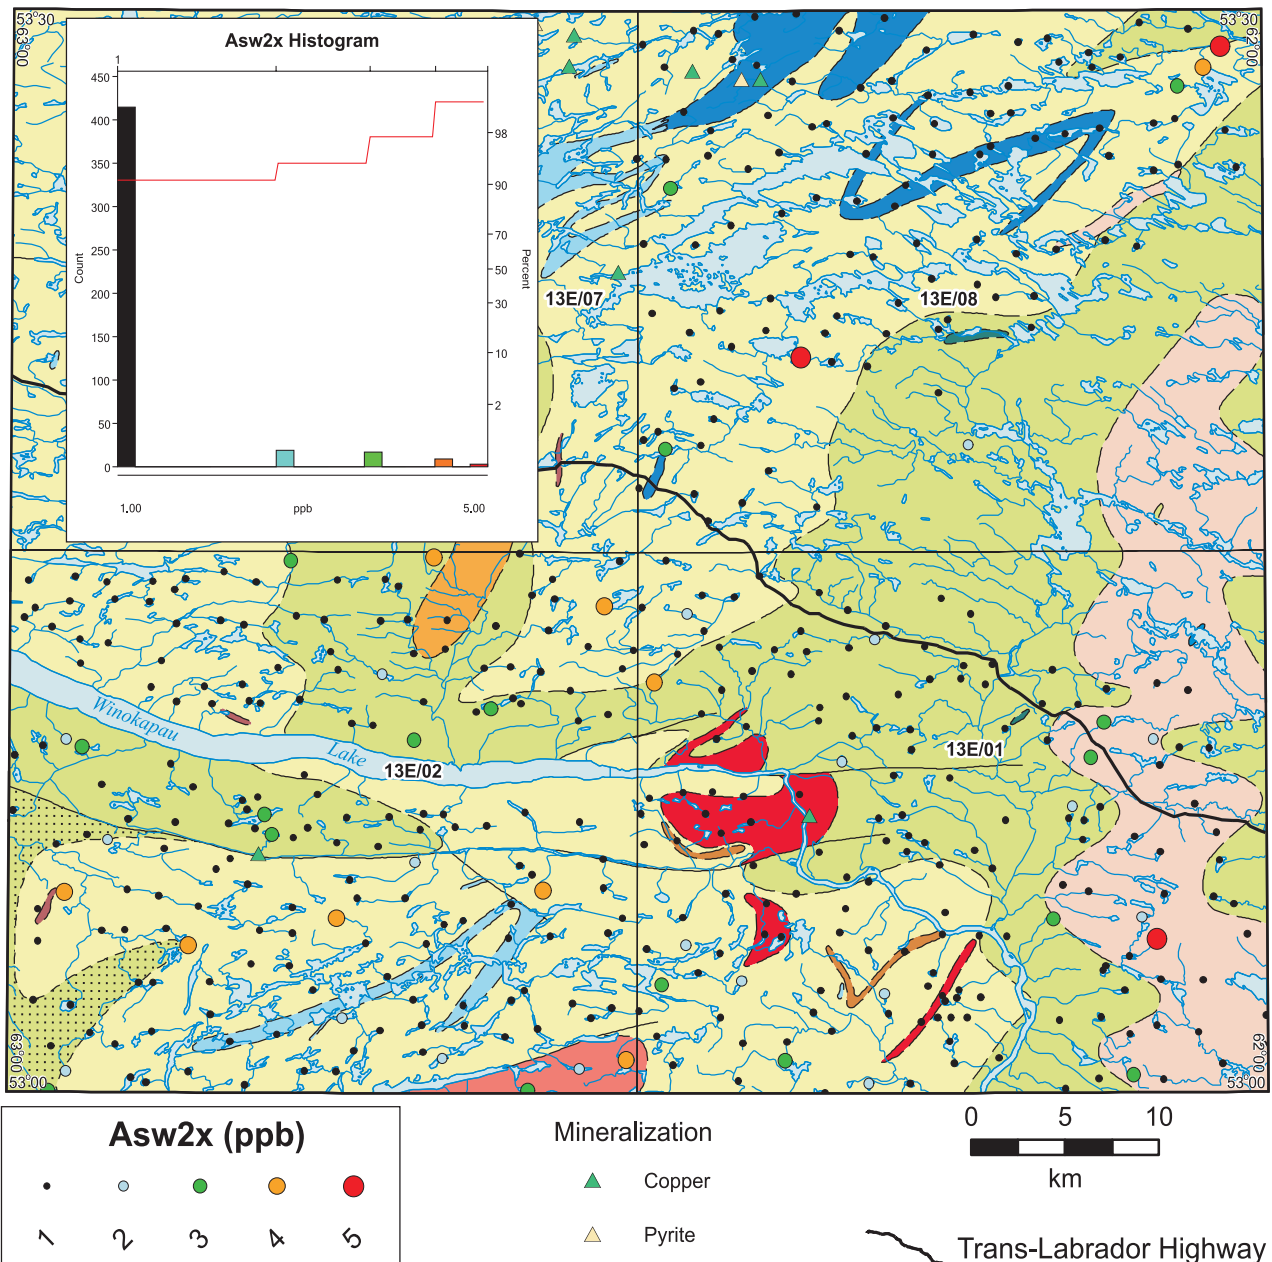 53°30
63°00
53°30
62°00
Asw2x Histogram
1
450
400
350
300
250
200
150
100
50
0
Count
98
90
70
50
30
10
2
Percent
1.00
ppb
5.00
13E/07
13E/08
Winokapau
Lake
13E/02
13E/01
63°00
53°00
62°00
53°00
Asw2x (ppb)
1
2
3
4
5
Mineralization
Copper
Pyrite
0
5
10
km
Trans-Labrador Highway